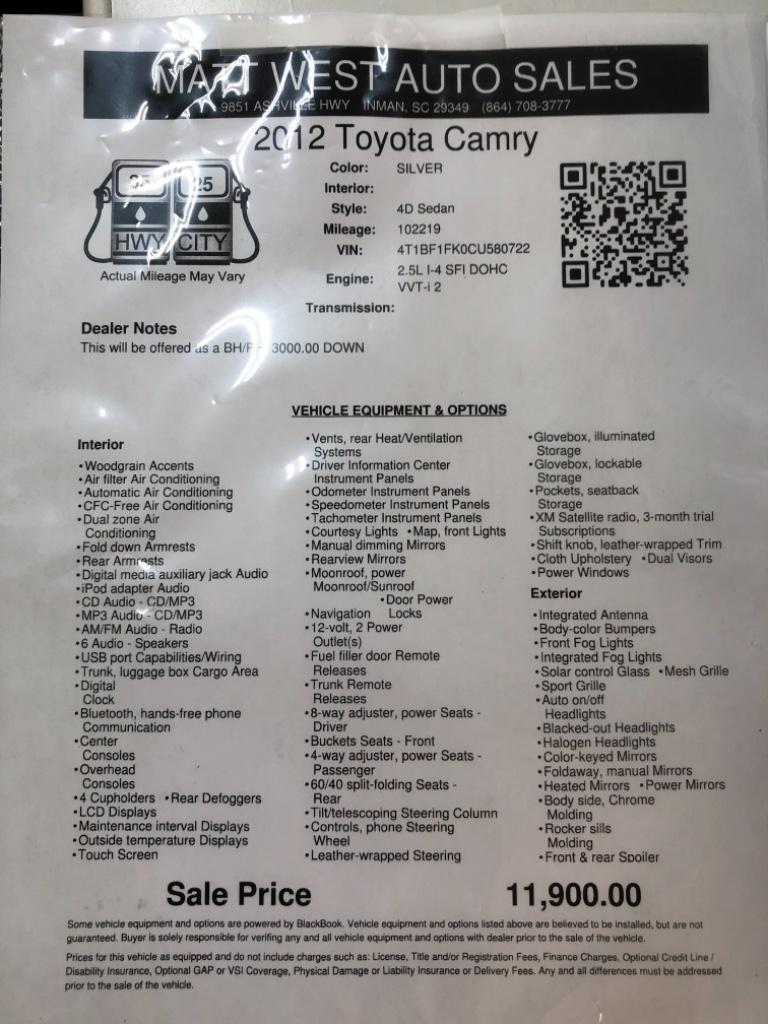 MATT WEST AUTO SALES
9851 ASHVILLE HWY INMAN, SC 29349 (864) 708-3777
2012 Toyota Camry
35 25
HWY CITY
Actual Mileage May Vary
Color: SILVER
Interior:
Style: 4D Sedan
Mileage: 102219
VIN: 4T1BF1FK0CU580722
Engine: 2.5L I-4 SFI DOHC
VVT-i 2
Transmission:
Dealer Notes
This will be offered as a BH/P 3000.00 DOWN
VEHICLE EQUIPMENT & OPTIONS
Interior
•Woodgrain Accents
•Air filter Air Conditioning
•Automatic Air Conditioning
•CFC-Free Air Conditioning
•Dual zone Air
Conditioning
•Fold down Armrests
•Rear Armrests
•Digital media auxiliary jack Audio
•iPod adapter Audio
•CD Audio - CD/MP3
•MP3 Audio - CD/MP3
•AM/FM Audio - Radio
•6 Audio - Speakers
•USB port Capabilities/Wiring
•Trunk, luggage box Cargo Area
•Digital
Clock
•Bluetooth, hands-free phone
Communication
•Center
Consoles
•Overhead
Consoles
•4 Cupholders •Rear Defoggers
•LCD Displays
•Maintenance interval Displays
•Outside temperature Displays
•Touch Screen
•Vents, rear Heat/Ventilation
Systems
•Driver Information Center
Instrument Panels
•Odometer Instrument Panels
•Speedometer Instrument Panels
•Tachometer Instrument Panels
•Courtesy Lights •Map, front Lights
•Manual dimming Mirrors
•Rearview Mirrors
•Moonroof, power
Moonroof/Sunroof
•Door Power
•Navigation Locks
•12-volt, 2 Power
Outlet(s)
•Fuel filler door Remote
Releases
•Trunk Remote
Releases
•8-way adjuster, power Seats -
Driver
•Buckets Seats - Front
•4-way adjuster, power Seats -
Passenger
•60/40 split-folding Seats -
Rear
•Tilt/telescoping Steering Column
•Controls, phone Steering
Wheel
•Leather-wrapped Steering
•Glovebox, illuminated
Storage
•Glovebox, lockable
Storage
•Pockets, seatback
Storage
•XM Satellite radio, 3-month trial
Subscriptions
•Shift knob, leather-wrapped Trim
•Cloth Upholstery •Dual Visors
•Power Windows
Exterior
•Integrated Antenna
•Body-color Bumpers
•Front Fog Lights
•Integrated Fog Lights
•Solar control Glass •Mesh Grille
•Sport Grille
•Auto on/off
Headlights
•Blacked-out Headlights
•Halogen Headlights
•Color-keyed Mirrors
•Foldaway, manual Mirrors
•Heated Mirrors •Power Mirrors
•Body side, Chrome
Molding
•Rocker sills
Molding
•Front & rear Spoiler
Sale Price 11,900.00
Some vehicle equipment and options are powered by BlackBook. Vehicle equipment and options listed above are believed to be installed, but are not
guaranteed. Buyer is solely responsible for verifing any and all vehicle equipment and options with dealer prior to the sale of the vehicle.
Prices for this vehicle as equipped and do not include charges such as: License, Title and/or Registration Fees, Finance Charges, Optional Credit Line /
Disability Insurance, Optional GAP or VSI Coverage, Physical Damage or Liability Insurance or Delivery Fees. Any and all differences must be addressed
prior to the sale of the vehicle.